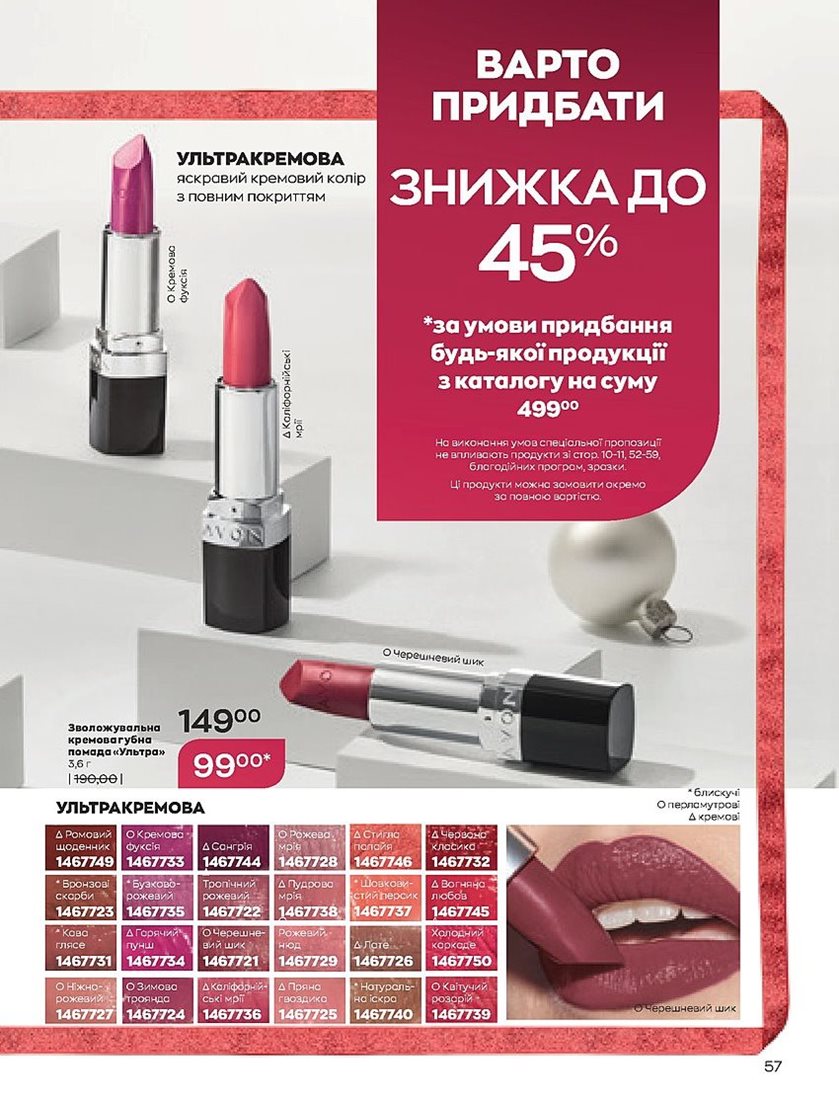 ВАРТО
ПРИДБАТИ
ЗНИЖКА ДО
45%
*за умови придбання
будь-якої продукції
з каталогу на суму
499⁰⁰
На виконання умов спеціальної пропозиції
не впливають продукти зі стор. 10-11, 52-59,
благодійних програм, зразки.
Ці продукти можна замовити окремо
за повною вартістю.
УЛЬТРАКРЕМОВА
яскравий кремовий колір
з повним покриттям
О Кремова
фуксія
Δ Каліфорнійські
мрії
AVON
О Черешневий шик
AVON
AVON
Зволожувальна
кремова губна
помада «Ультра»
3,6 г
| 190,00 |
149⁰⁰
99⁰⁰*
* блискучі
О перламутрові
Δ кремові
УЛЬТРАКРЕМОВА
Δ Ромовий
щоденник
1467749
О Кремова
фуксія
1467733
Δ Сангрія
1467744
О Рожева
мрія
1467728
Δ Стигла
папайя
1467746
Δ Червона
класика
1467732
* Бронзові
скарби
1467723
* Бузково-
рожевий
1467735
Тропічний
рожевий
1467722
Δ Пудрова
мрія
1467738
* Шовкови-
стий персик
1467737
Δ Вогняна
любов
1467745
* Кава
глясе
1467731
Δ Гарячий
пунш
1467734
О Черешне-
вий шик
1467721
Рожевий
нюд
1467729
Δ Лате
1467726
Холодний
каркаде
1467750
О Ніжно-
рожевий
1467727
О Зимова
троянда
1467724
Δ Каліфорній-
ські мрії
1467736
Δ Пряна
гвоздика
1467725
* Натураль-
на іскра
1467740
О Квітучий
розарій
1467739
О Черешневий шик
57